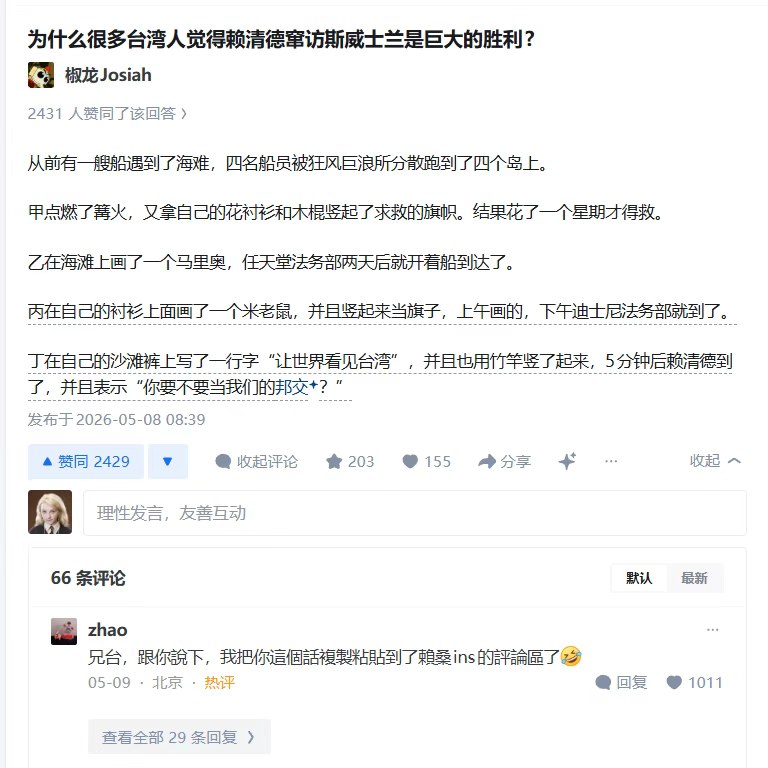 为什么很多台湾人觉得赖清德窜访斯威士兰是巨大的胜利?
椒龙Josiah
2431 人赞同了该回答 >
从前有一艘船遇到了海难，四名船员被狂风巨浪所分散跑到了四个岛上。
甲点燃了篝火，又拿自己的花衬衫和木棍竖起了求救的旗帜。结果花了一个星期才得救。
乙在海滩上画了一个马里奥，任天堂法务部两天后就开着船到达了。
丙在自己的衬衫上面画了一个米老鼠，并且竖起来当旗子，上午画的，下午迪士尼法务部就到了。
丁在自己的沙滩裤上写了一行字“让世界看见台湾”，并且也用竹竿竖了起来，5分钟后赖清德到
了，并且表示“你要不要当我们的邦交？”
发布于 2026-05-08 08:39
赞同 2429 收起评论 203 155 分享 ··· 收起
理性发言，友善互动
66 条评论 默认 最新
zhao ···
兄台，跟你說下，我把你這個話複製粘貼到了賴桑ins的評論區了🤣
05-09 · 北京 · 热评 回复 1011
查看全部 29 条回复 >